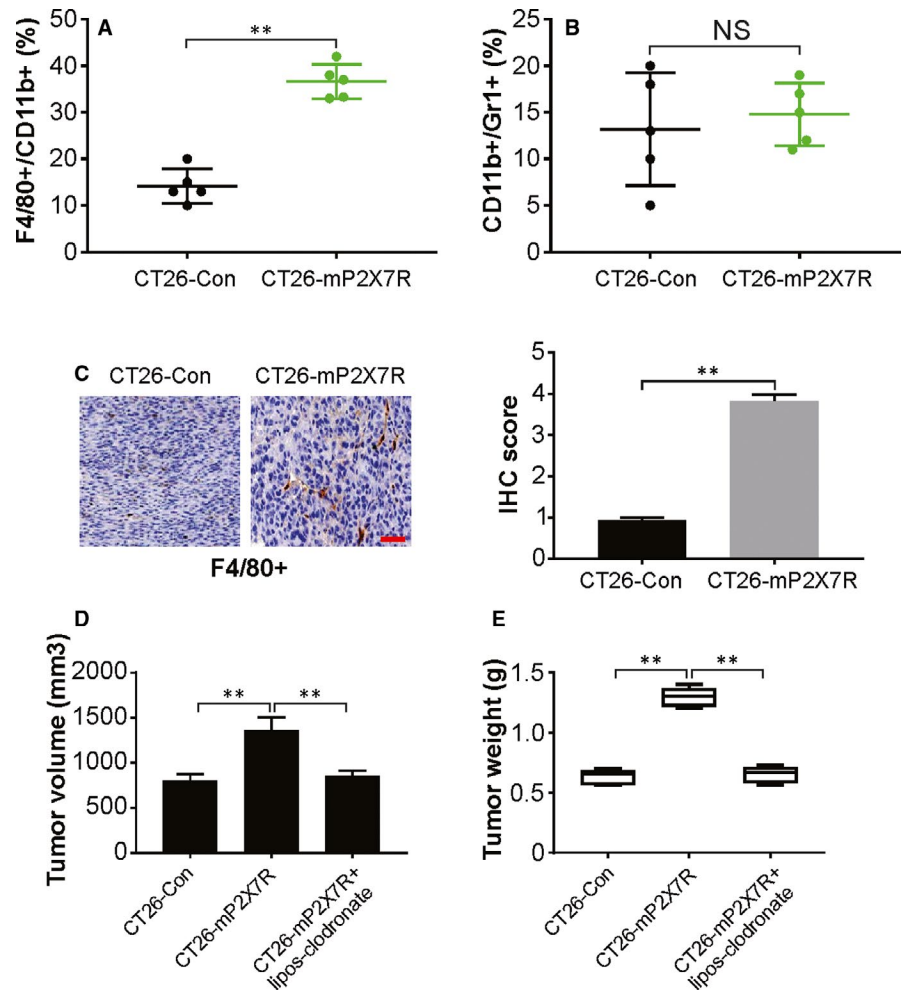 A
**
F4/80+/CD11b+ (%)
50
40
30
20
10
0
CT26-Con
CT26-mP2X7R
B
NS
CD11b+/Gr1+ (%)
25
20
15
10
5
0
CT26-Con
CT26-mP2X7R
C
CT26-Con
CT26-mP2X7R
F4/80+
**
IHC score
5
4
3
2
1
0
CT26-Con
CT26-mP2X7R
D
**
**
Tumor volume (mm3)
2000
1500
1000
500
0
CT26-Con
CT26-mP2X7R
CT26-mP2X7R+
lipos-clodronate
E
**
**
Tumor weight (g)
1.5
1.0
0.5
0
CT26-Con
CT26-mP2X7R
CT26-mP2X7R+
lipos-clodronate